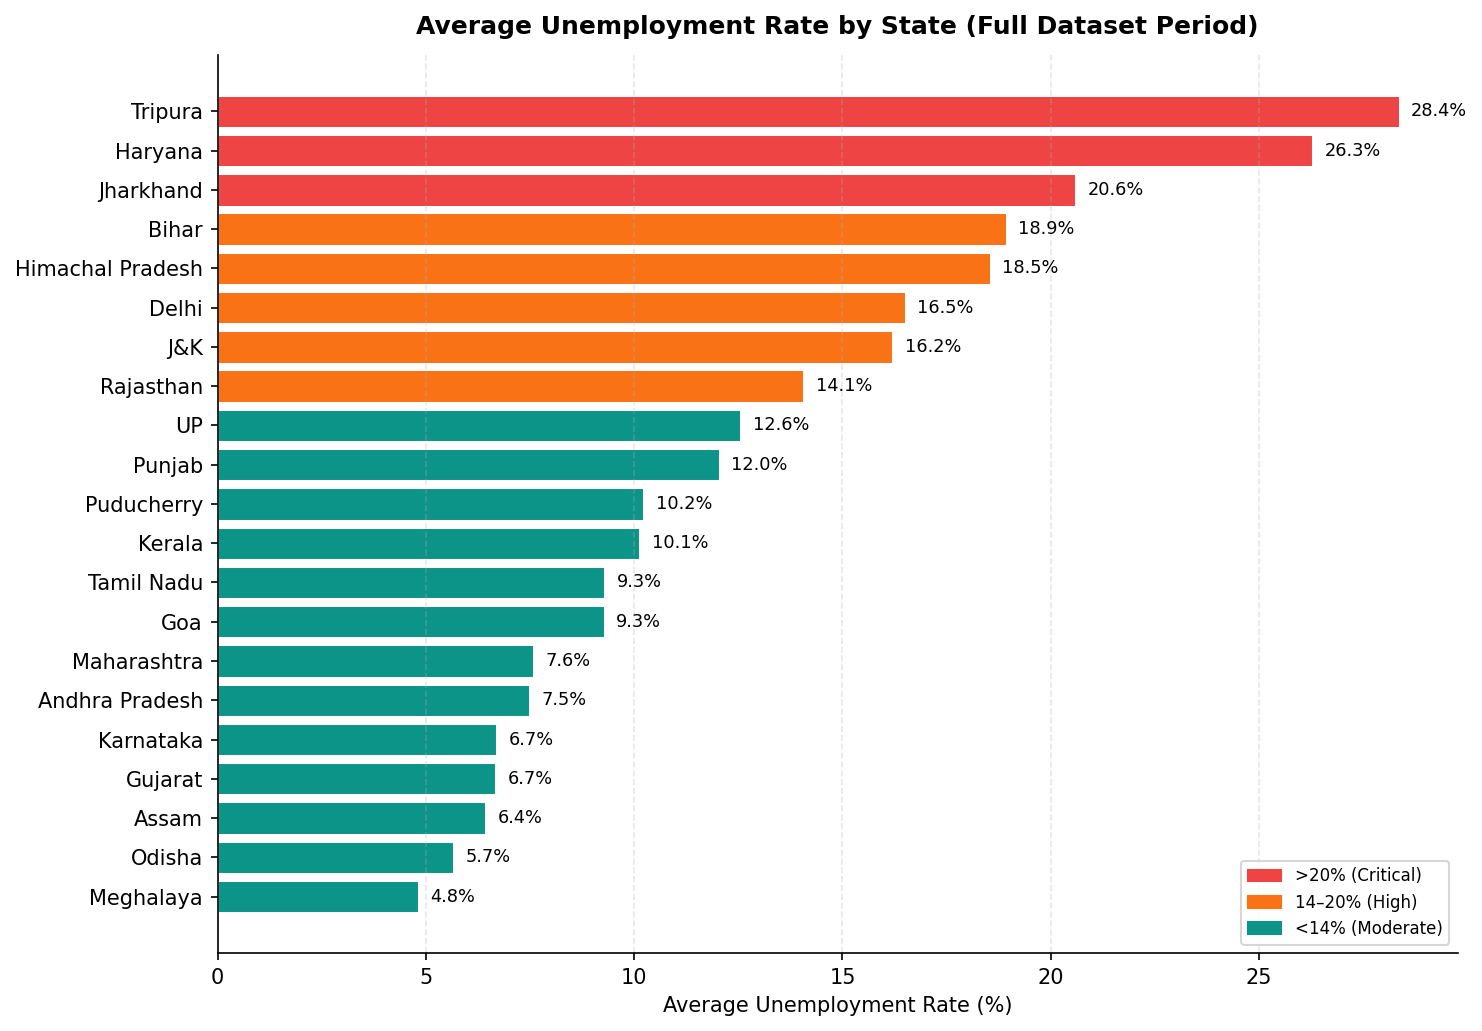 Average Unemployment Rate by State (Full Dataset Period)
Tripura 28.4%
Haryana 26.3%
Jharkhand 20.6%
Bihar 18.9%
Himachal Pradesh 18.5%
Delhi 16.5%
J&K 16.2%
Rajasthan 14.1%
UP 12.6%
Punjab 12.0%
Puducherry 10.2%
Kerala 10.1%
Tamil Nadu 9.3%
Goa 9.3%
Maharashtra 7.6%
Andhra Pradesh 7.5%
Karnataka 6.7%
Gujarat 6.7%
Assam 6.4%
Odisha 5.7%
Meghalaya 4.8%
>20% (Critical)
14–20% (High)
<14% (Moderate)
0 5 10 15 20 25
Average Unemployment Rate (%)